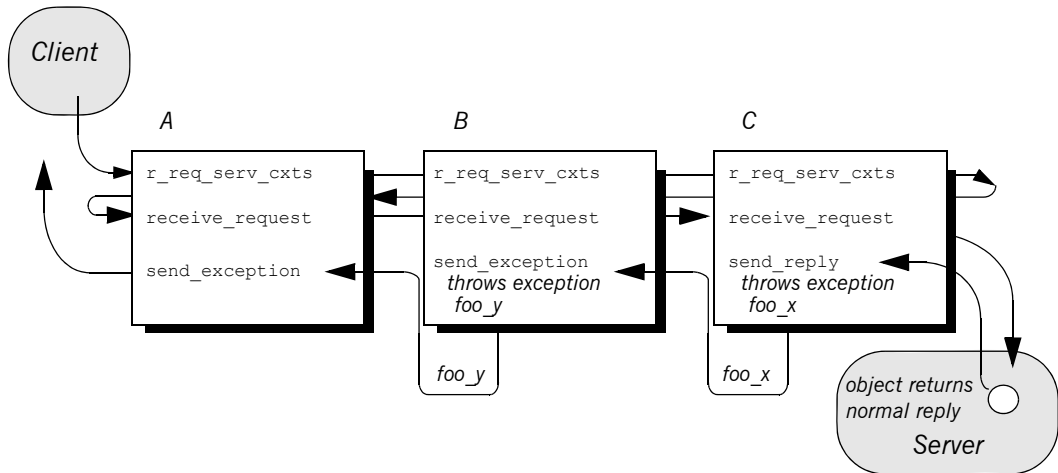 Client
A
B
C
r_req_serv_cxts
receive_request
send_exception
r_req_serv_cxts
receive_request
send_exception
throws exception
foo_y
r_req_serv_cxts
receive_request
send_reply
throws exception
foo_x
foo_y
foo_x
object returns
normal reply
Server